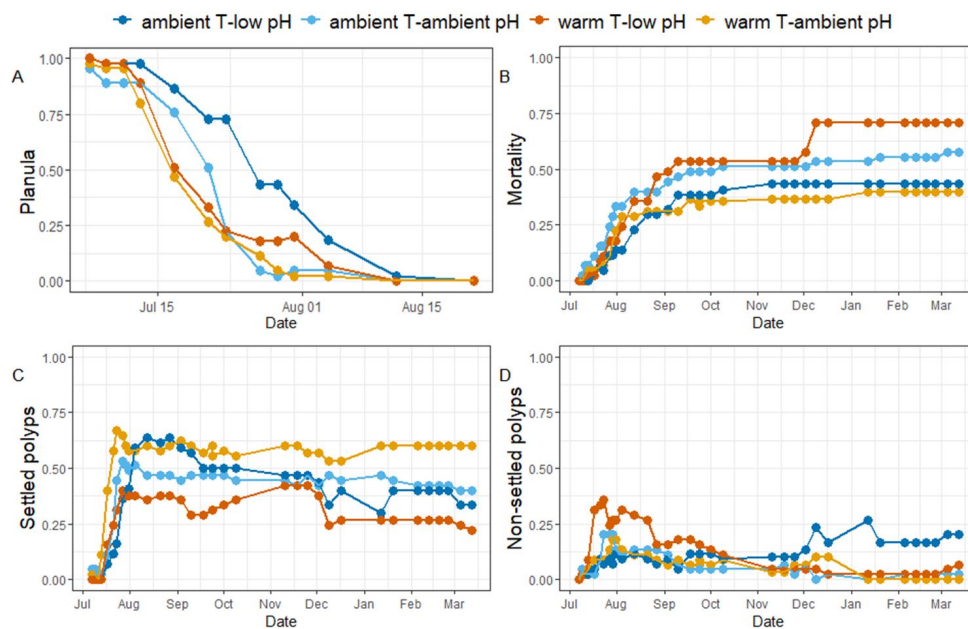 ambient T-low pH ambient T-ambient pH warm T-low pH warm T-ambient pH
A
1.00
0.75
0.50
0.25
0.00
Planula
Jul 15 Aug 01 Aug 15
Date
B
1.00
0.75
0.50
0.25
0.00
Mortality
Jul Aug Sep Oct Nov Dec Jan Feb Mar
Date
C
1.00
0.75
0.50
0.25
0.00
Settled polyps
Jul Aug Sep Oct Nov Dec Jan Feb Mar
Date
D
1.00
0.75
0.50
0.25
0.00
Non-settled polyps
Jul Aug Sep Oct Nov Dec Jan Feb Mar
Date